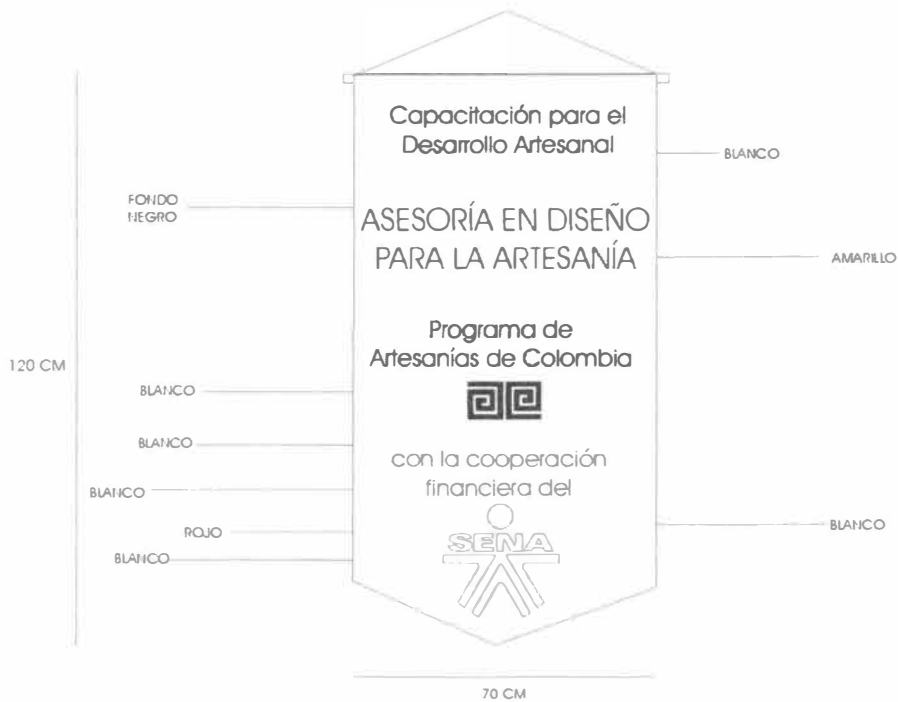 Capacitación para el
Desarrollo Artesanal
BLANCO
FONDO
NEGRO
ASESORÍA EN DISEÑO
PARA LA ARTESANÍA
AMARILLO
Programa de
Artesanías de Colombia
120 CM
BLANCO
BLANCO
con la cooperación
financiera del
BLANCO
BLANCO
ROJO
SENA
BLANCO
70 CM